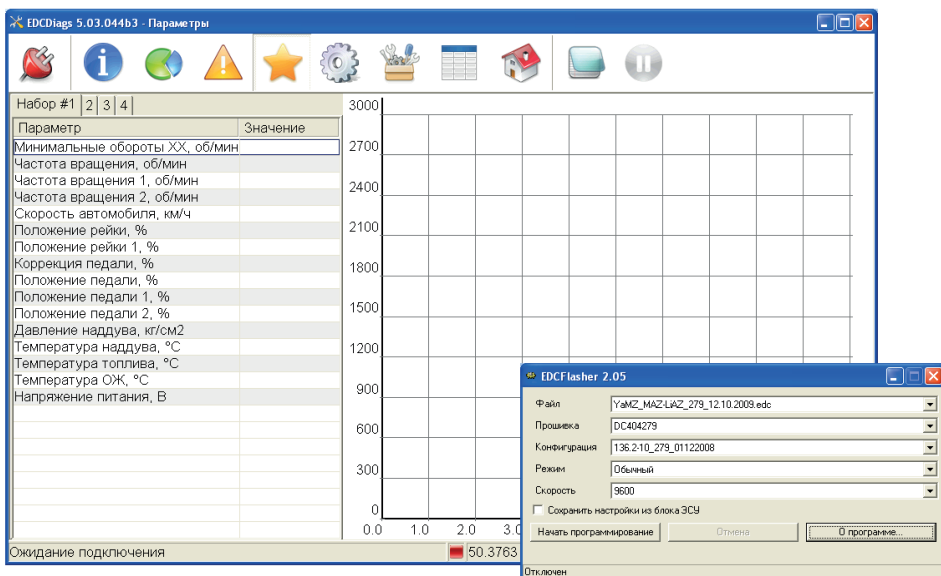 EDCDiags 5.03.044b3 - Параметры
Набор #1 2 3 4
Параметр Значение
Минимальные обороты XX, об/мин
Частота вращения, об/мин
Частота вращения 1, об/мин
Частота вращения 2, об/мин
Скорость автомобиля, км/ч
Положение рейки, %
Положение рейки 1, %
Коррекция педали, %
Положение педали, %
Положение педали 1, %
Положение педали 2, %
Давление наддува, кг/см2
Температура наддува, °C
Температура топлива, °C
Температура ОЖ, °C
Напряжение питания, В
3000
2700
2400
2100
1800
1500
1200
900
600
300
0
0.0 1.0 2.0 3.0
Ожидание подключения 50.3763
EDCFlasher 2.05
Файл YaMZ_MAZ-LiAZ_279_12.10.2009.edc
Прошивка DC404279
Конфигурация 136.2-10_279_01122008
Режим Обычный
Скорость 9600
Сохранить настройки из блока ЭСУ
Начать программирование Отмена О программе...
Отключен